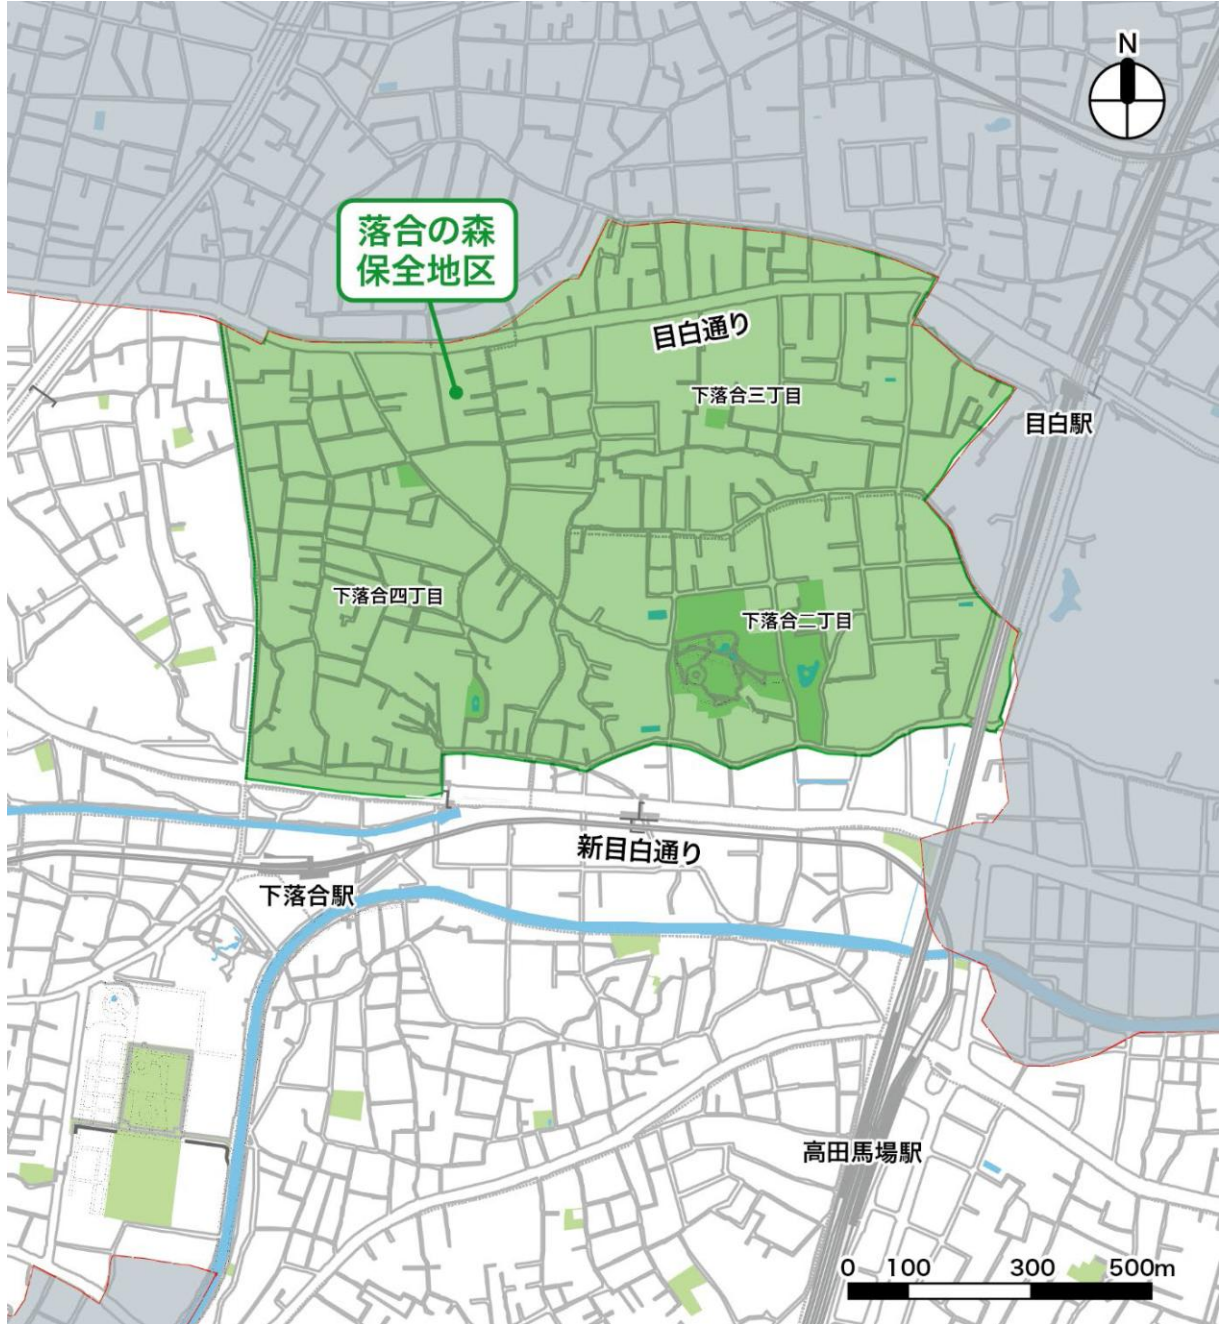 N
落合の森
保全地区
目白通り
下落合三丁目
目白駅
下落合四丁目
下落合二丁目
新目白通り
下落合駅
高田馬場駅
0 100 300 500m